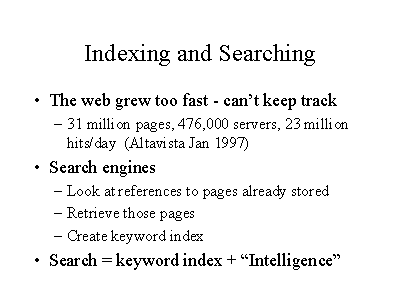 Indexing and Searching
• The web grew too fast - can't keep track
– 31 million pages, 476,000 servers, 23 million
hits/day (Altavista Jan 1997)
• Search engines
– Look at references to pages already stored
– Retrieve those pages
– Create keyword index
• Search = keyword index + “Intelligence”